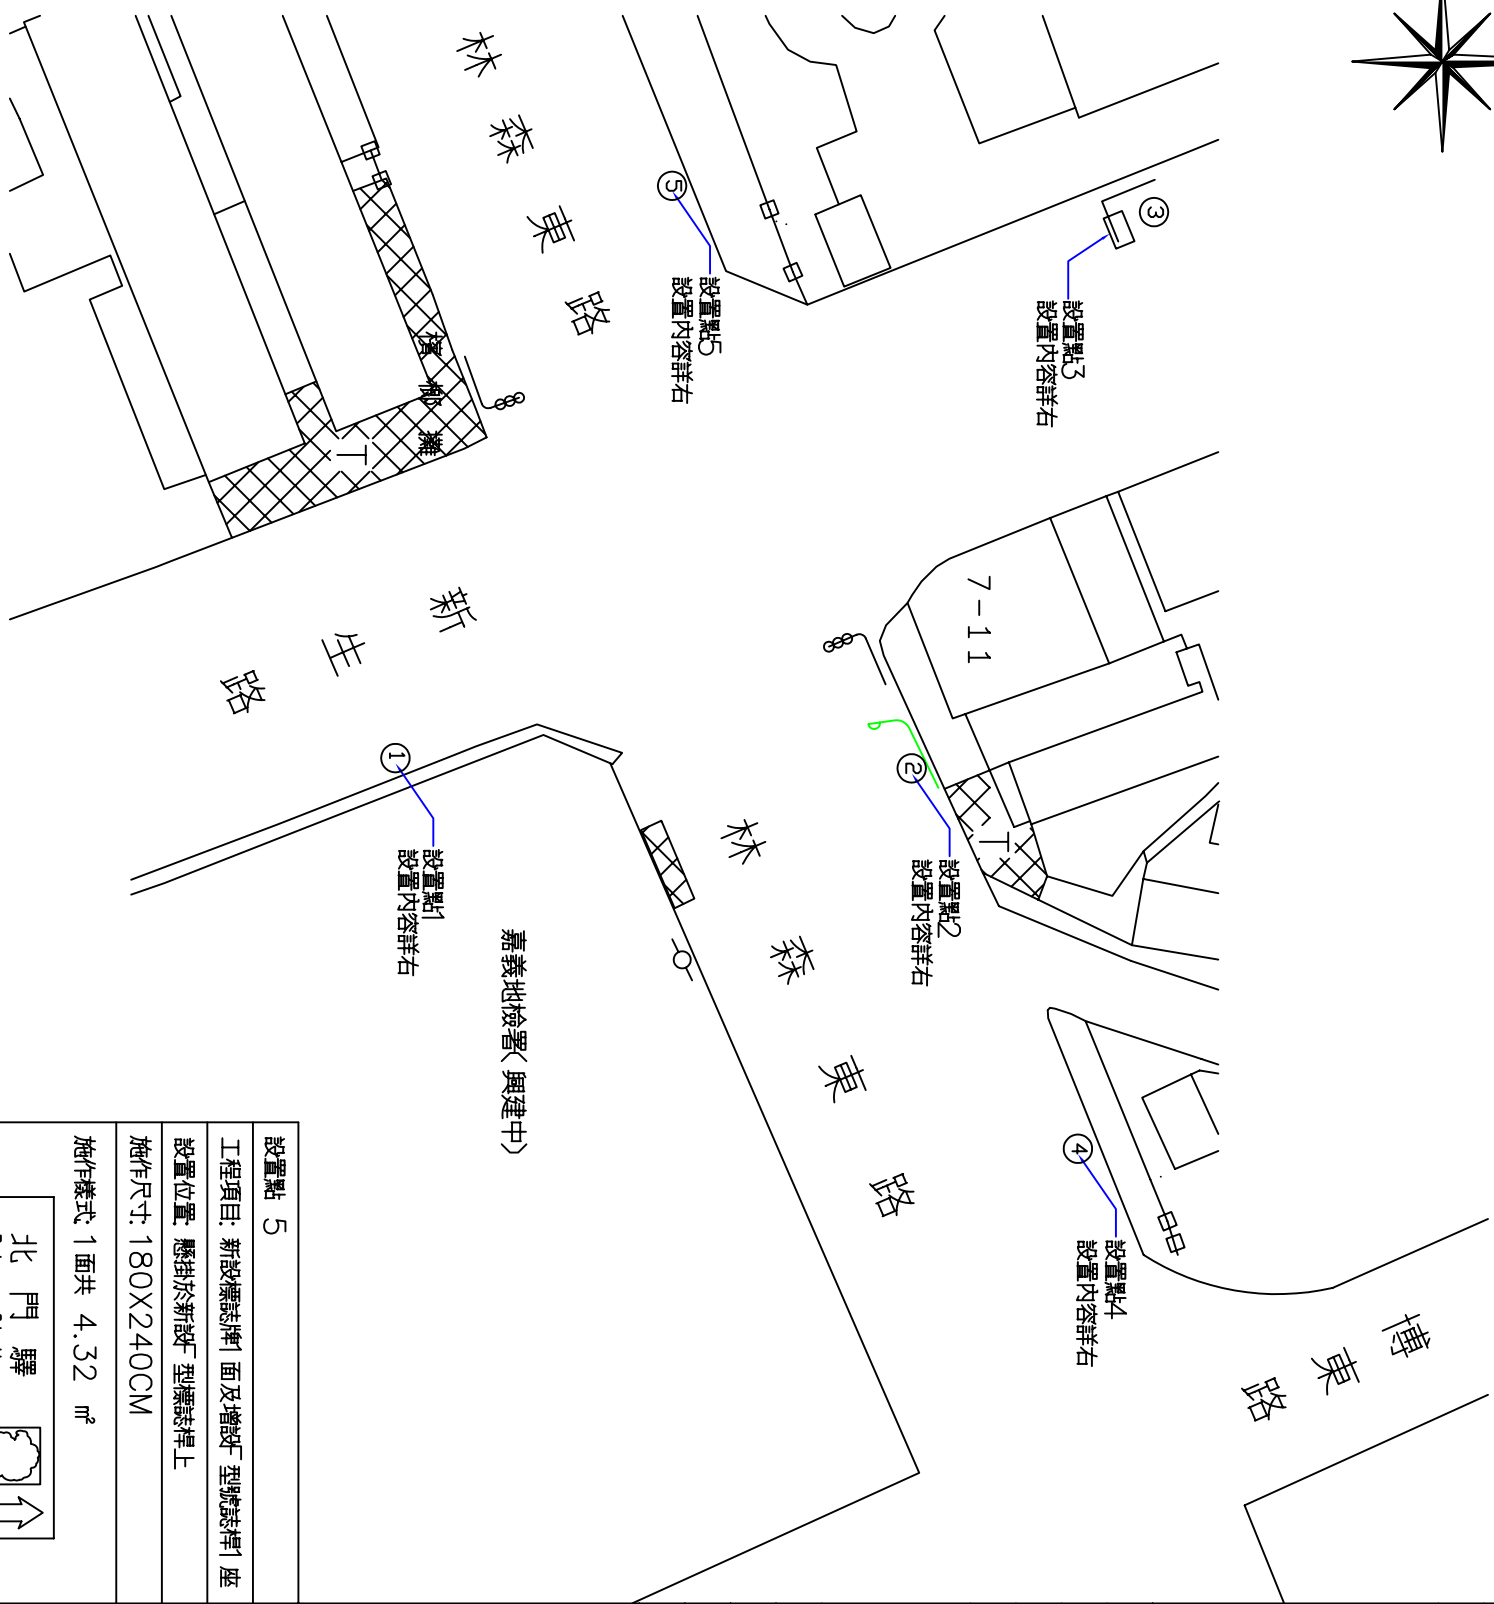 林森東路
設置點5
設置內容詳右
③
設置點3
設置內容詳右
⑤
檳榔攤
7-11
新生路
①
設置點1
設置內容詳右
②
設置點2
設置內容詳右
林森東路
嘉義地檢署(興建中)
④
設置點4
設置內容詳右
博東路
設置點 5
工程項目: 新設標誌牌1面及增設F型號誌桿1座
設置位置: 懸掛於新設F型標誌桿上
施作尺寸: 180X240CM
施作樣式: 1面共 4.32 ㎡
北門驛